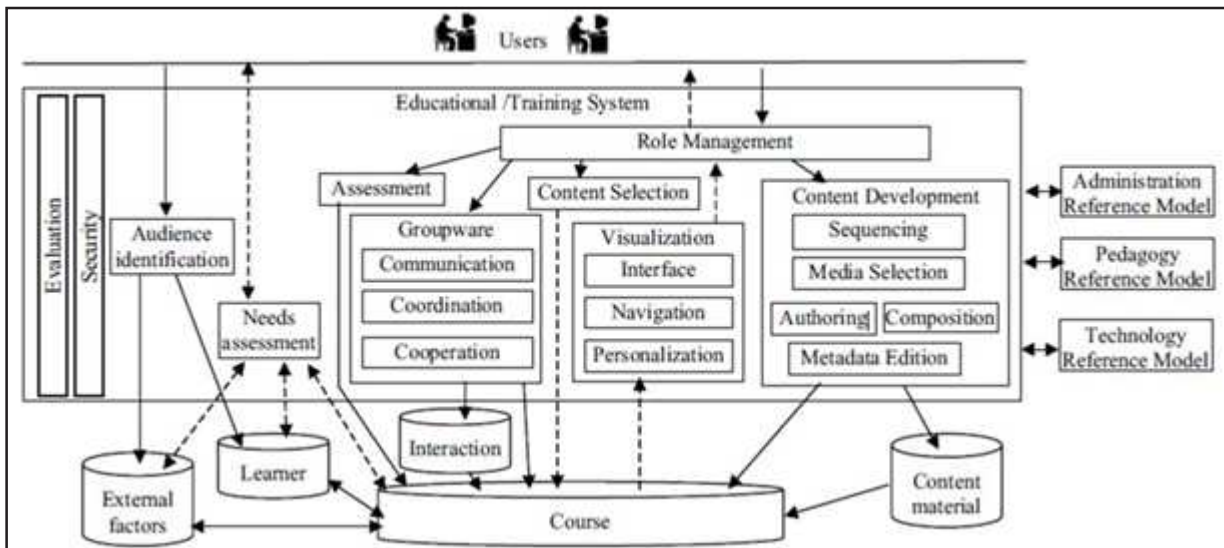 Users
Educational /Training System
Evaluation
Security
Role Management
Assessment
Content Selection
Content Development
Sequencing
Media Selection
Authoring
Composition
Metadata Edition
Audience
identification
Groupware
Communication
Coordination
Cooperation
Visualization
Interface
Navigation
Personalization
Needs
assessment
Administration
Reference Model
Pedagogy
Reference Model
Technology
Reference Model
External
factors
Learner
Interaction
Course
Content
material